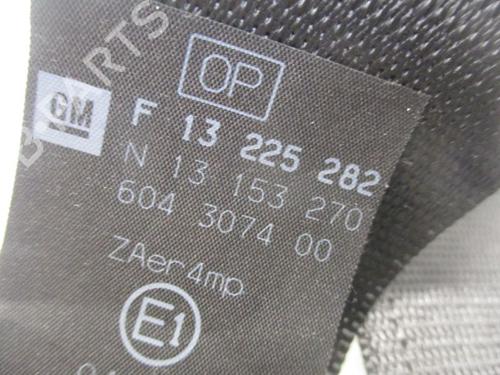 OP
GM F 13 225 282
N 13 153 270
604 3074 00
ZAer4mp
E1